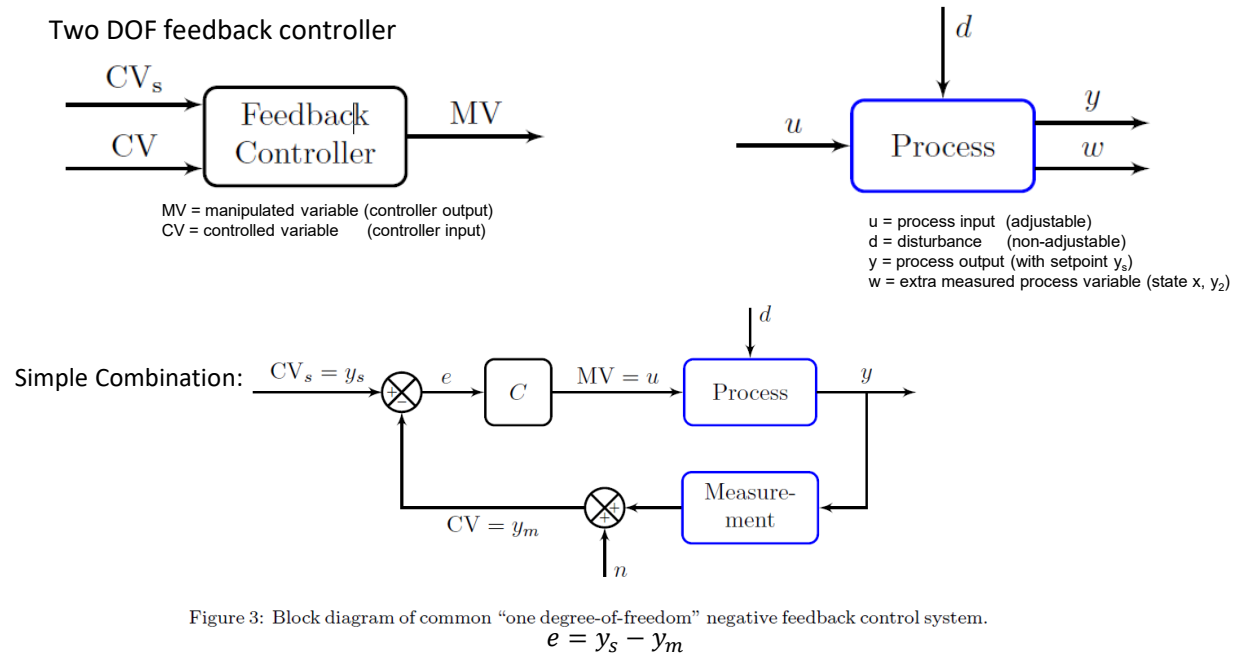 Two DOF feedback controller
CVₛ
CV
Feedback
Controller
MV
MV = manipulated variable (controller output)
CV = controlled variable (controller input)
d
u
Process
y
w
u = process input (adjustable)
d = disturbance (non-adjustable)
y = process output (with setpoint yₛ)
w = extra measured process variable (state x, y₂)
Simple Combination:
CVₛ = yₛ
+
−
e
C
MV = u
d
Process
y
Measure-
ment
+
+
n
CV = yₘ
Figure 3: Block diagram of common “one degree-of-freedom” negative feedback control system.
e = yₛ − yₘ